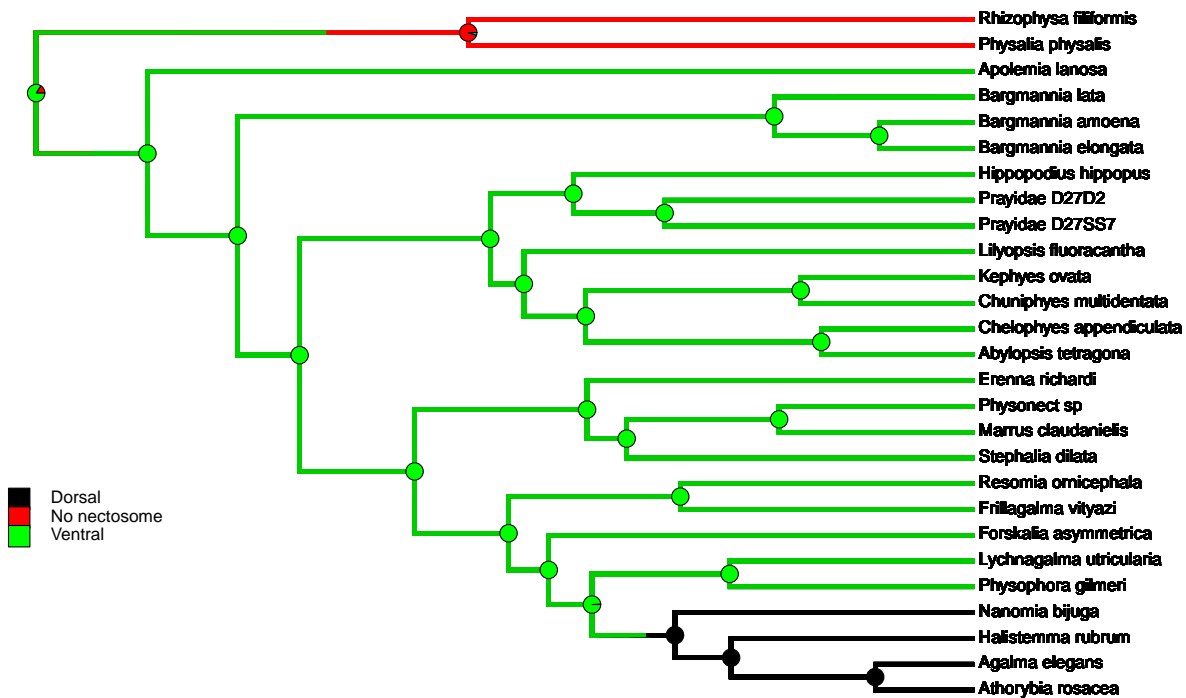 Rhizophysa filiformis
Physalia physalis
Apolemia lanosa
Bargmannia lata
Bargmannia amoena
Bargmannia elongata
Hippopodius hippopus
Prayidae D27D2
Prayidae D27SS7
Lilyopsis fluoracantha
Kephyes ovata
Chuniphyes multidentata
Chelophyes appendiculata
Abylopsis tetragona
Erenna richardi
Physonect sp
Marrus claudanielis
Stephalia dilata
Resomia ornicephala
Frillagalma vityazi
Forskalia asymmetrica
Lychnagalma utricularia
Physophora gilmeri
Nanomia bijuga
Halistemma rubrum
Agalma elegans
Athorybia rosacea
Dorsal
No nectosome
Ventral